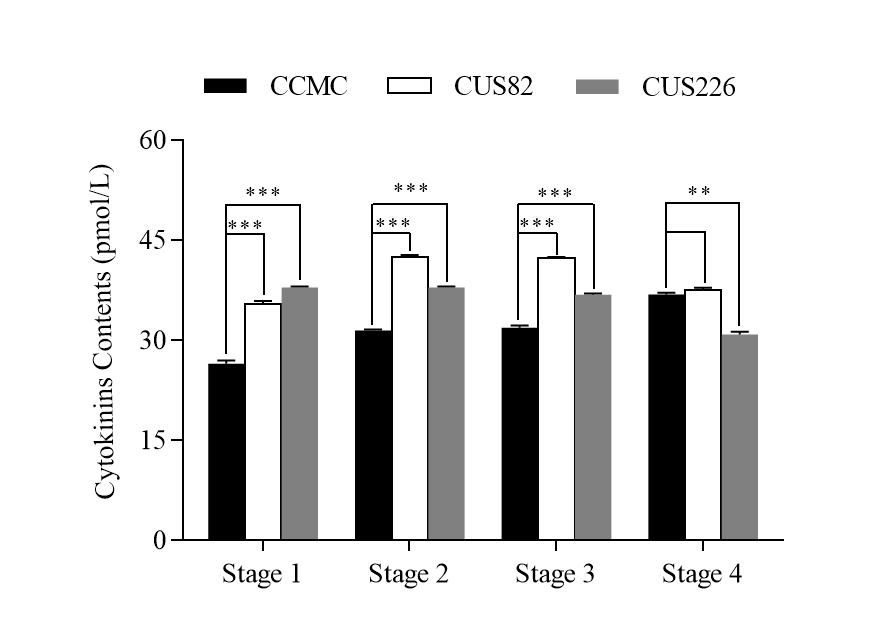 CCMC CUS82 CUS226
Cytokinins Contents (pmol/L)
60
45
30
15
0
*** *** *** **
*** *** ***
Stage 1 Stage 2 Stage 3 Stage 4